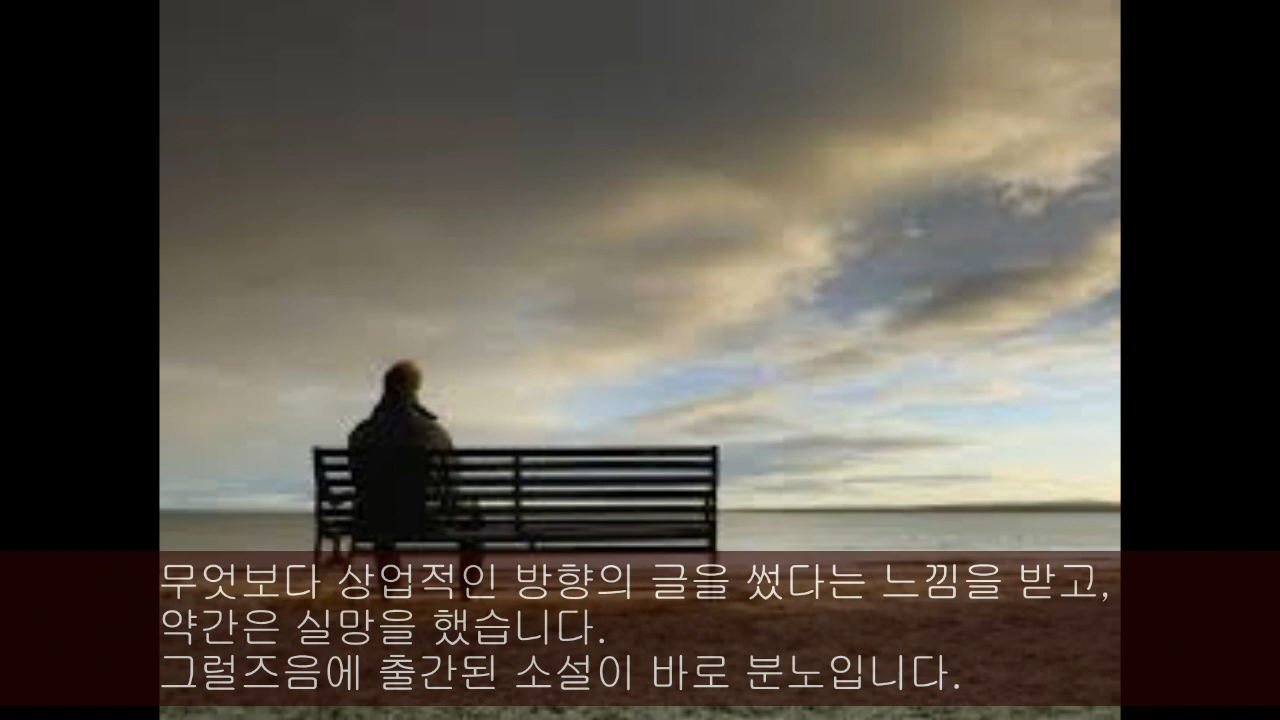 무엇보다 상업적인 방향의 글을 썼다는 느낌을 받고,
약간은 실망을 했습니다.
그럴즈음에 출간된 소설이 바로 분노입니다.